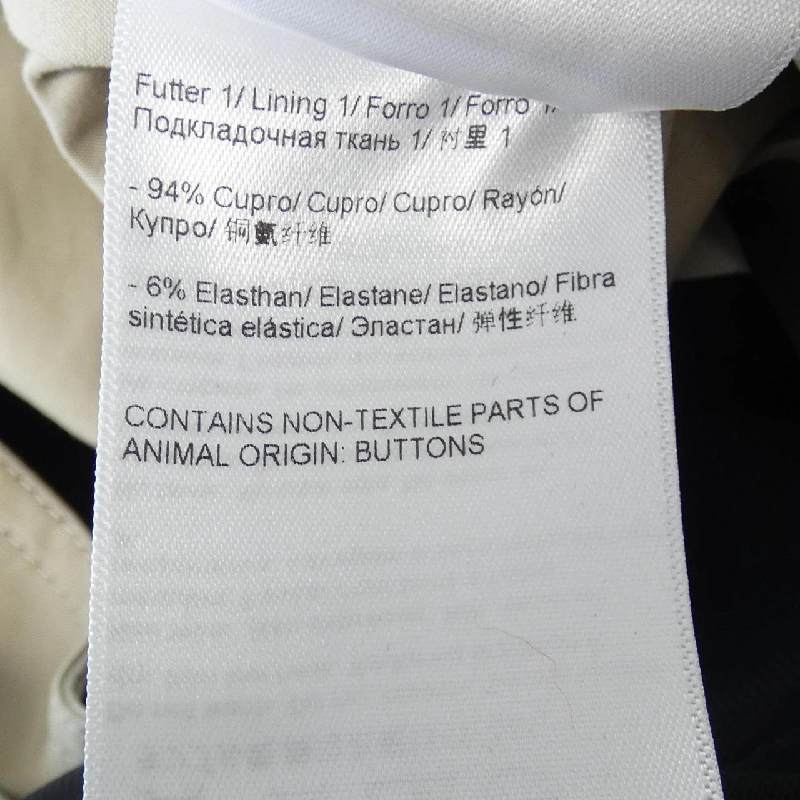 Futter 1/ Lining 1/ Forro 1/ Forro 1/
Подкладочная ткань 1/ 衬里 1
- 94% Cupro/ Cupro/ Cupro/ Rayón/
Купро/ 铜氨纤维
- 6% Elasthan/ Elastane/ Elastano/ Fibra
sintética elástica/ Эластан/ 弹性纤维
CONTAINS NON-TEXTILE PARTS OF
ANIMAL ORIGIN: BUTTONS